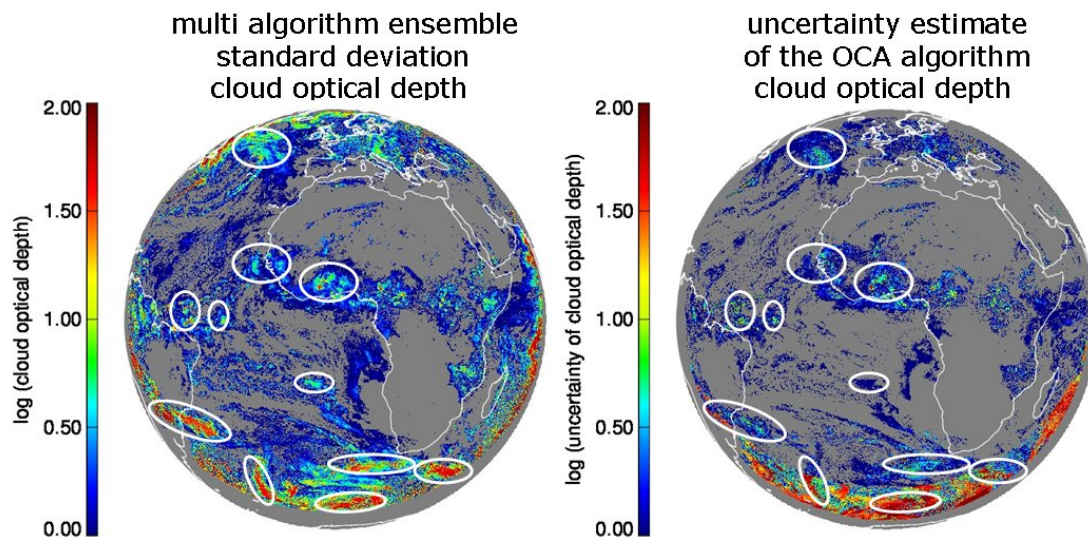 multi algorithm ensemble
standard deviation
cloud optical depth
2.00
1.50
1.00
0.50
0.00
log (cloud optical depth)
uncertainty estimate
of the OCA algorithm
cloud optical depth
2.00
1.50
1.00
0.50
0.00
log (uncertainty of cloud optical depth)